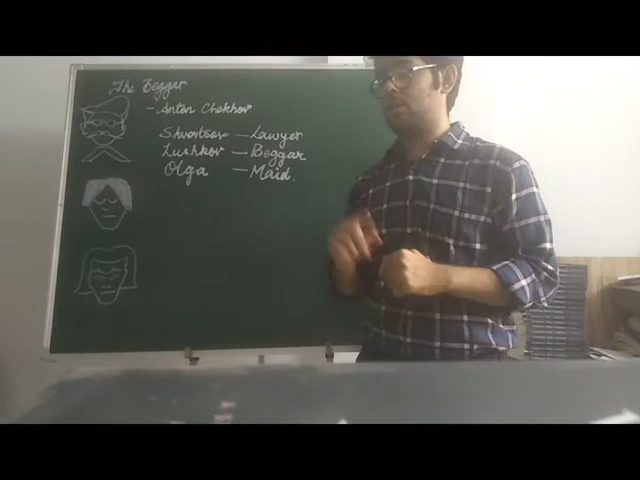 The Beggar
- Anton Chekhov
Skvortsov — Lawyer
Lushkov — Beggar
Olga — Maid.